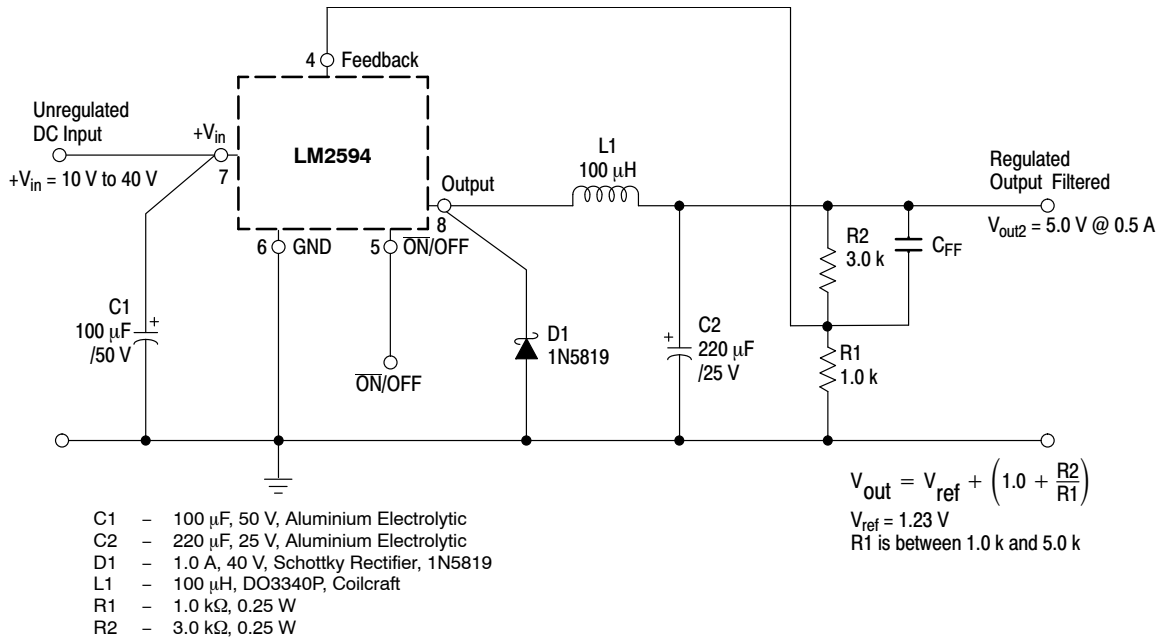 4 Feedback
Unregulated
DC Input
+Vin
LM2594
L1
100 μH
Regulated
Output Filtered
+Vin = 10 V to 40 V
7
Output
8
Vout2 = 5.0 V @ 0.5 A
6 GND
5 ON/OFF
R2
3.0 k
CFF
C1
100 μF
/50 V
+
D1
1N5819
+
C2
220 μF
/25 V
R1
1.0 k
ON/OFF
Vout = Vref + (1.0 + R2/R1)
Vref = 1.23 V
R1 is between 1.0 k and 5.0 k
C1 – 100 μF, 50 V, Aluminium Electrolytic
C2 – 220 μF, 25 V, Aluminium Electrolytic
D1 – 1.0 A, 40 V, Schottky Rectifier, 1N5819
L1 – 100 μH, DO3340P, Coilcraft
R1 – 1.0 kΩ, 0.25 W
R2 – 3.0 kΩ, 0.25 W